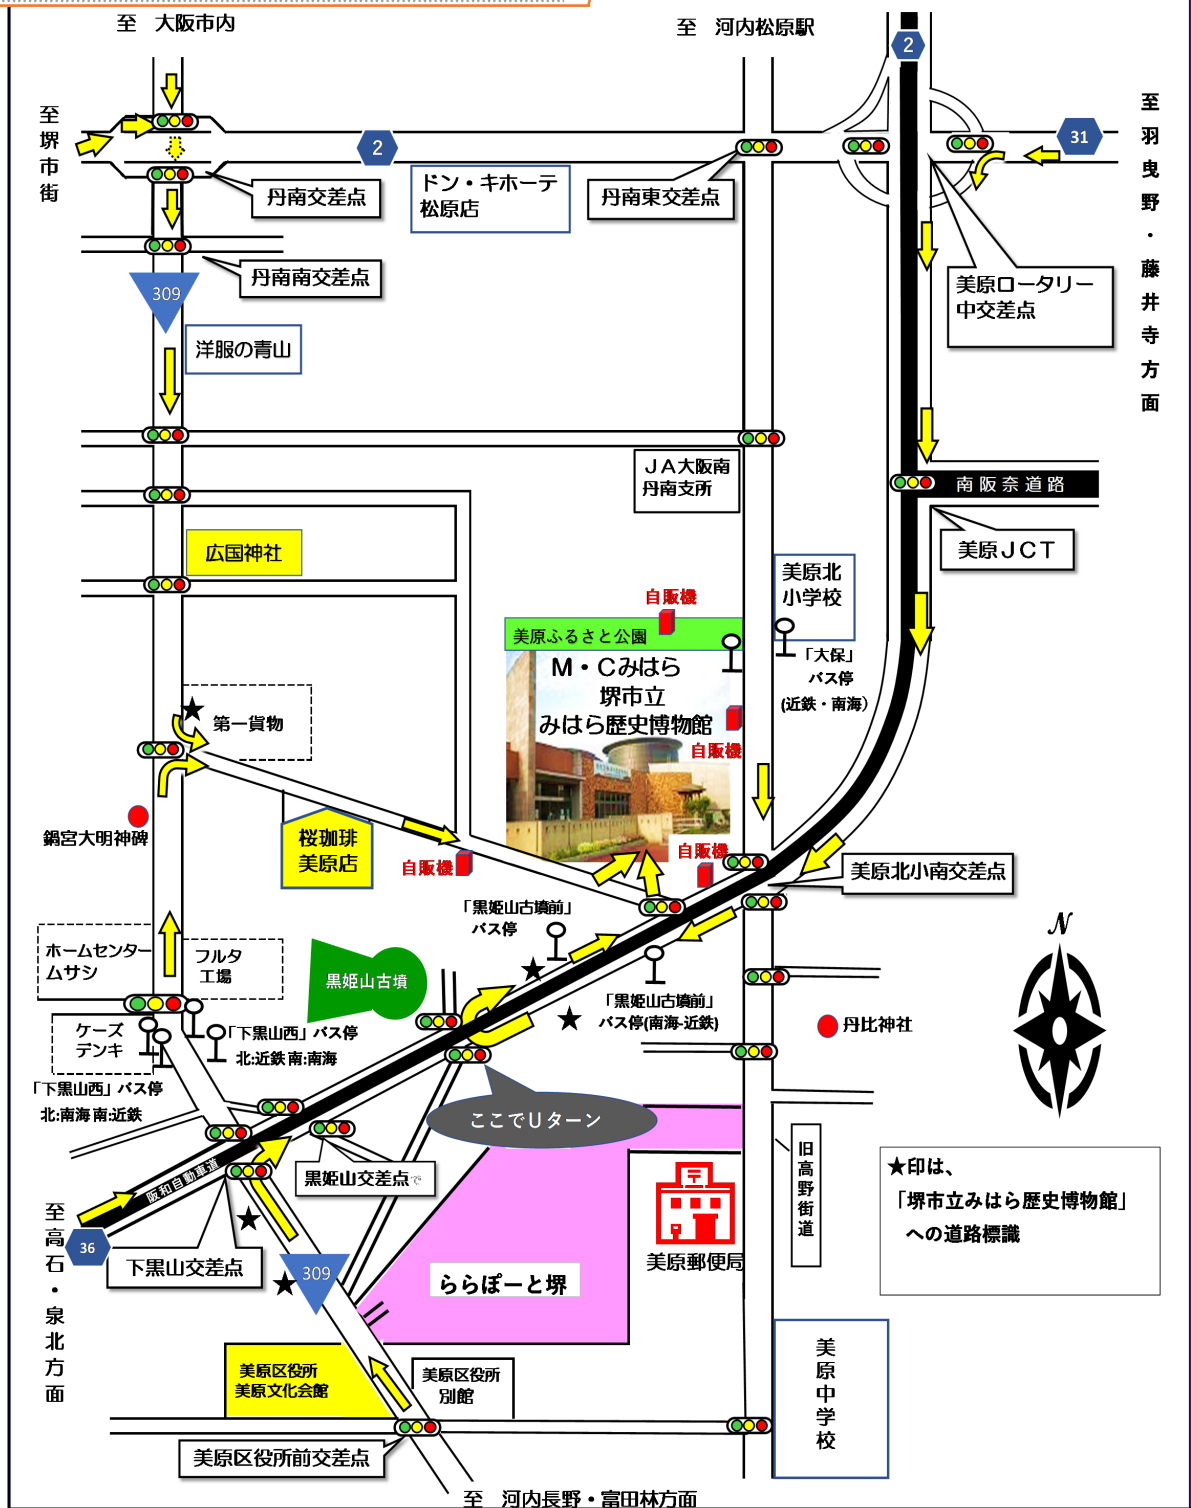 至　大阪市内
至　河内松原駅
2
至堺市街
2
31
至羽曳野・藤井寺方面
丹南交差点
ドン・キホーテ
松原店
丹南東交差点
丹南南交差点
309
美原ロータリー
中交差点
洋服の青山
JA大阪南
丹南支所
南阪奈道路
美原JCT
広国神社
美原北
小学校
自販機
美原ふるさと公園
M・Cみはら
堺市立
みはら歴史博物館
「大保」
バス停
(近鉄・南海)
自販機
第一貨物
鍋宮大明神碑
桜珈琲
美原店
自販機
自販機
美原北小南交差点
「黒姫山古墳前」
バス停
N
ホームセンター
ムサシ
フルタ
工場
黒姫山古墳
「黒姫山古墳前」
バス停(南海-近鉄)
ケーズ
デンキ
「下黒山西」バス停
北:近鉄 南:南海
丹比神社
「下黒山西」バス停
北:南海 南:近鉄
ここでUターン
旧高野街道
阪和自動車道
黒姫山交差点で
★印は、
「堺市立みはら歴史博物館」
への道路標識
至高石・泉北方面
36
下黒山交差点
309
美原郵便局
ららぽーと堺
美原区役所
美原文化会館
美原区役所
別館
美原中学校
美原区役所前交差点
至　河内長野・富田林方面